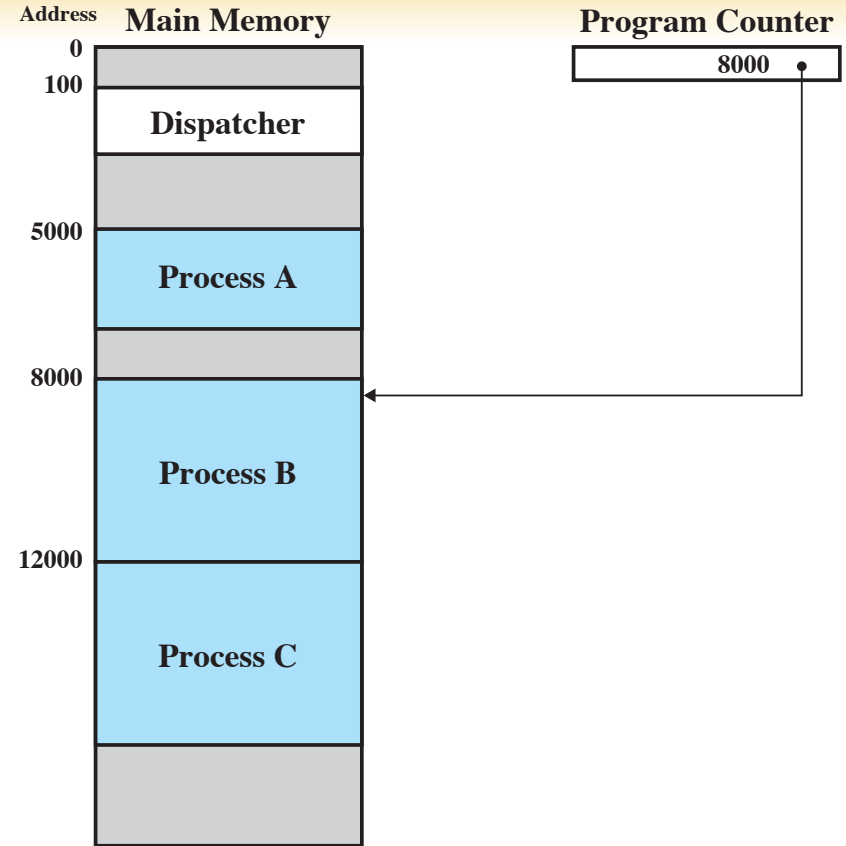 Address
Main Memory
Program Counter
0
8000
100
Dispatcher
5000
Process A
8000
Process B
12000
Process C